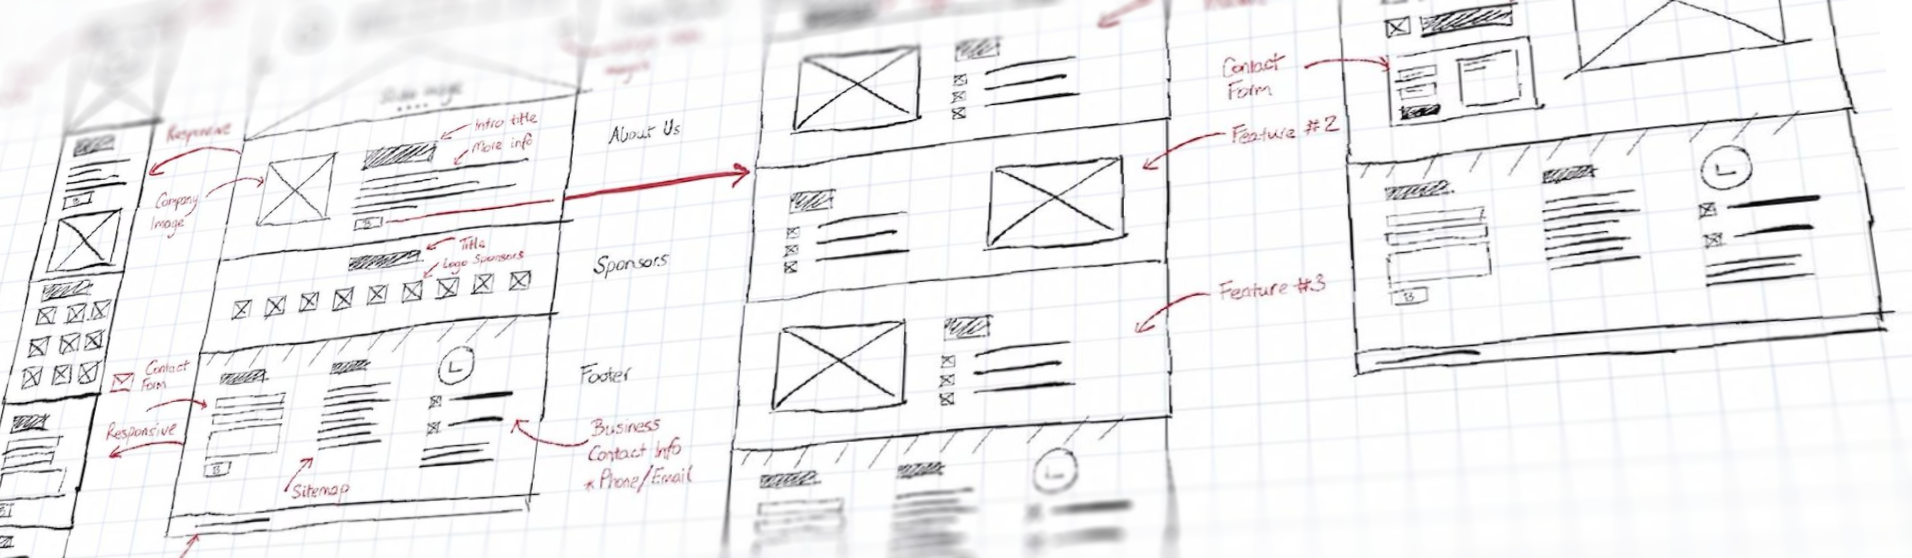 Slide Image
Responsive
Intro title
More info
Company
Image
About Us
Title
Logo Sponsors
Sponsors
Contact
Form
Responsive
Footer
Business
Contact Info
* Phone/Email
Sitemap
Contact
Form
Feature #2
Feature #3